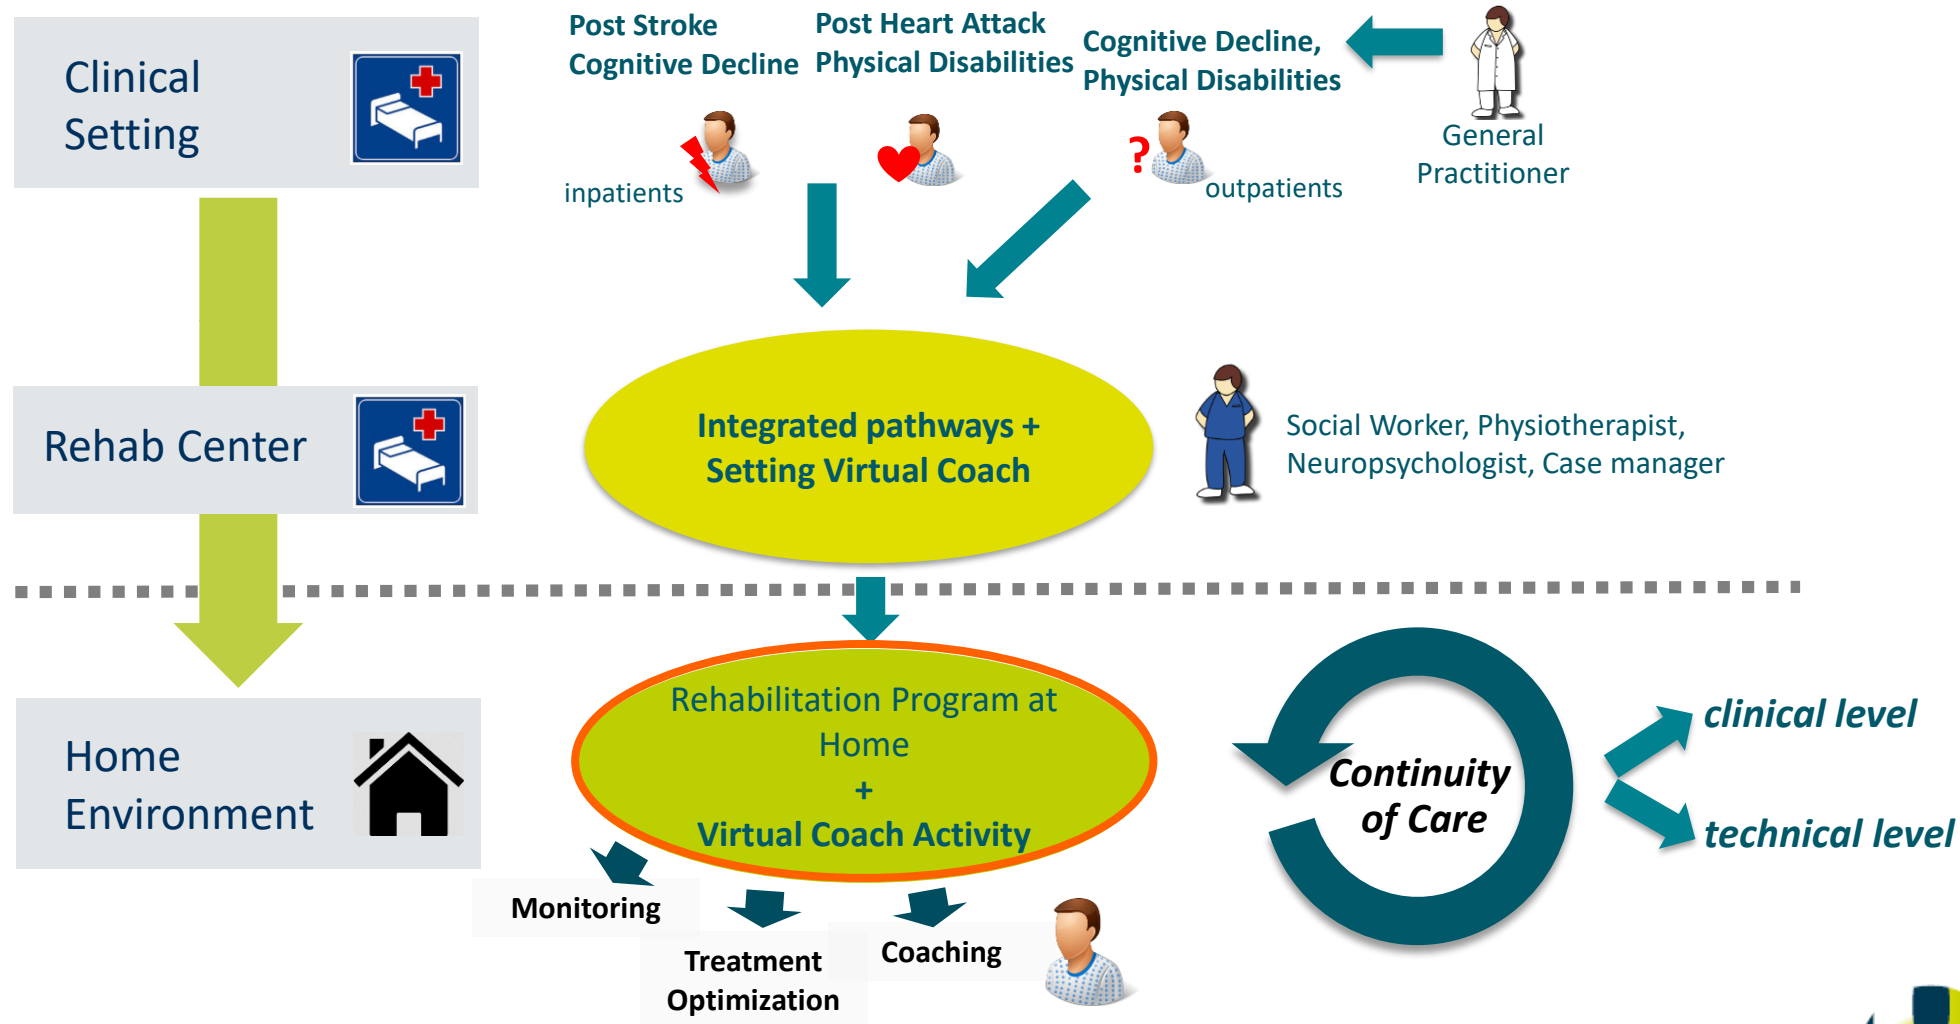 Clinical
Setting
Post Stroke
Cognitive Decline
Post Heart Attack
Physical Disabilities
Cognitive Decline,
Physical Disabilities
General
Practitioner
inpatients
?
outpatients
Rehab Center
Integrated pathways +
Setting Virtual Coach
Social Worker, Physiotherapist,
Neuropsychologist, Case manager
Home
Environment
Rehabilitation Program at
Home
+
Virtual Coach Activity
Monitoring
Treatment
Optimization
Coaching
Continuity
of Care
clinical level
technical level